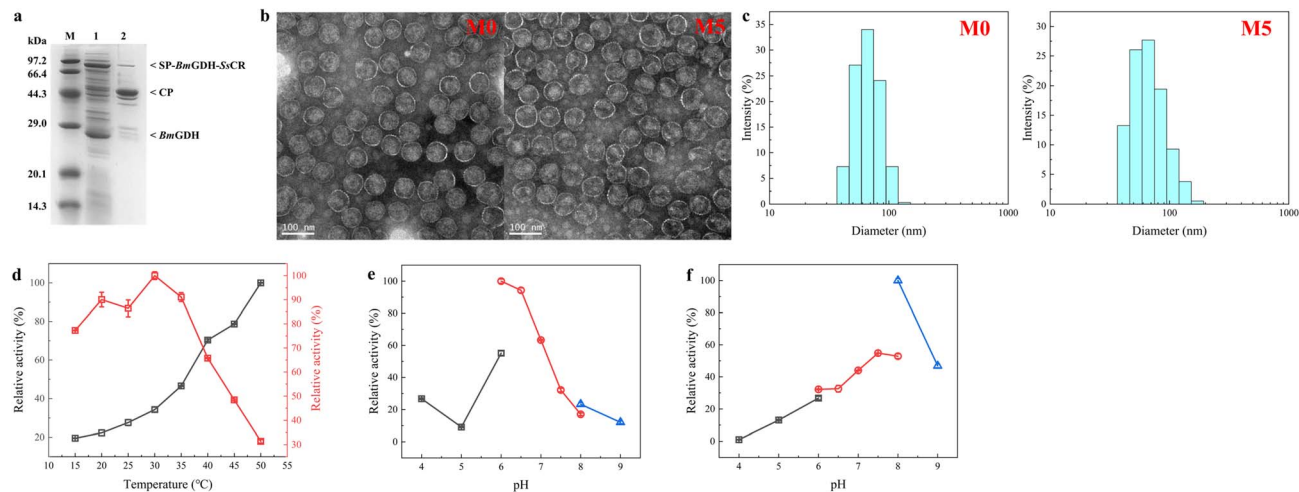 a
M 1 2
kDa
97.2
66.4
44.3
29.0
20.1
14.3
< SP-BmGDH-SsCR
< CP
< BmGDH
b
M0
M5
100 nm
100 nm
c
M0
Intensity (%)
35
30
25
20
15
10
5
0
10 100 1000
Diameter (nm)
M5
Intensity (%)
35
30
25
20
15
10
5
0
10 100 1000
Diameter (nm)
d
Relative activity (%)
100
80
60
40
20
100
90
80
70
60
50
40
30
Relative activity (%)
10 15 20 25 30 35 40 45 50 55
Temperature (°C)
e
Relative activity (%)
100
80
60
40
20
0
4 5 6 7 8 9
pH
f
Relative activity (%)
100
80
60
40
20
0
4 5 6 7 8 9
pH